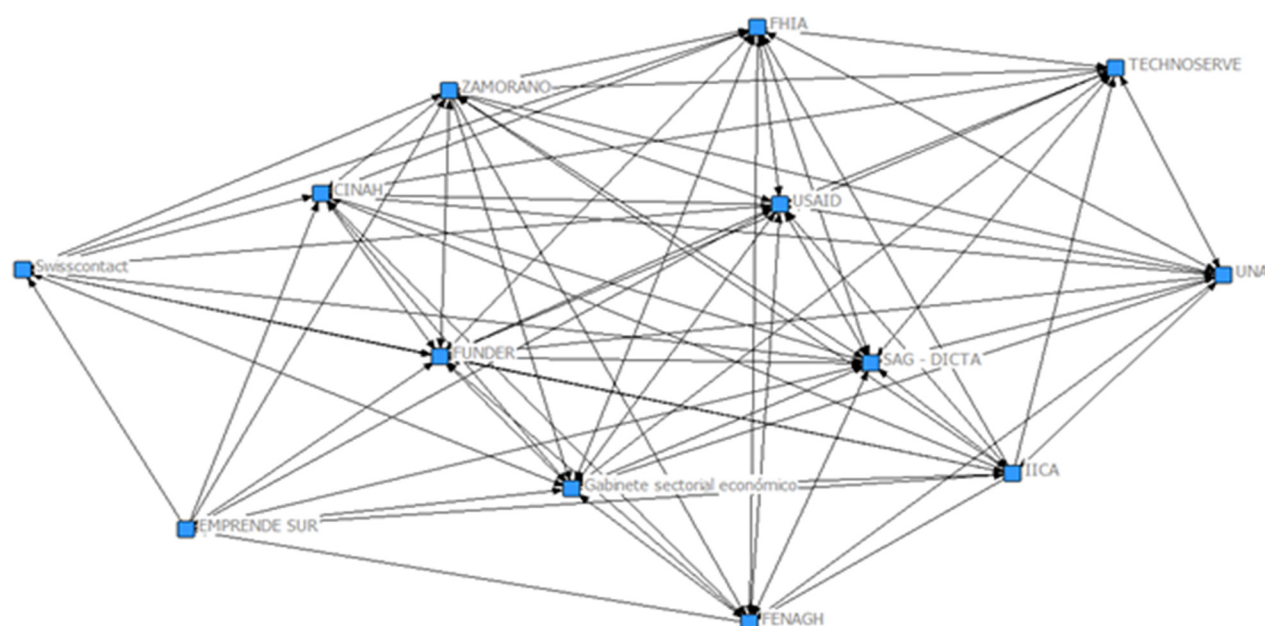 FHIA
TECHNOSERVE
ZAMORANO
CINAH
USAID
Swisscontact
UNA
FUNDER
SAG - DICTA
IICA
Gabinete sectorial económico
EMPRENDE SUR
FENAGH